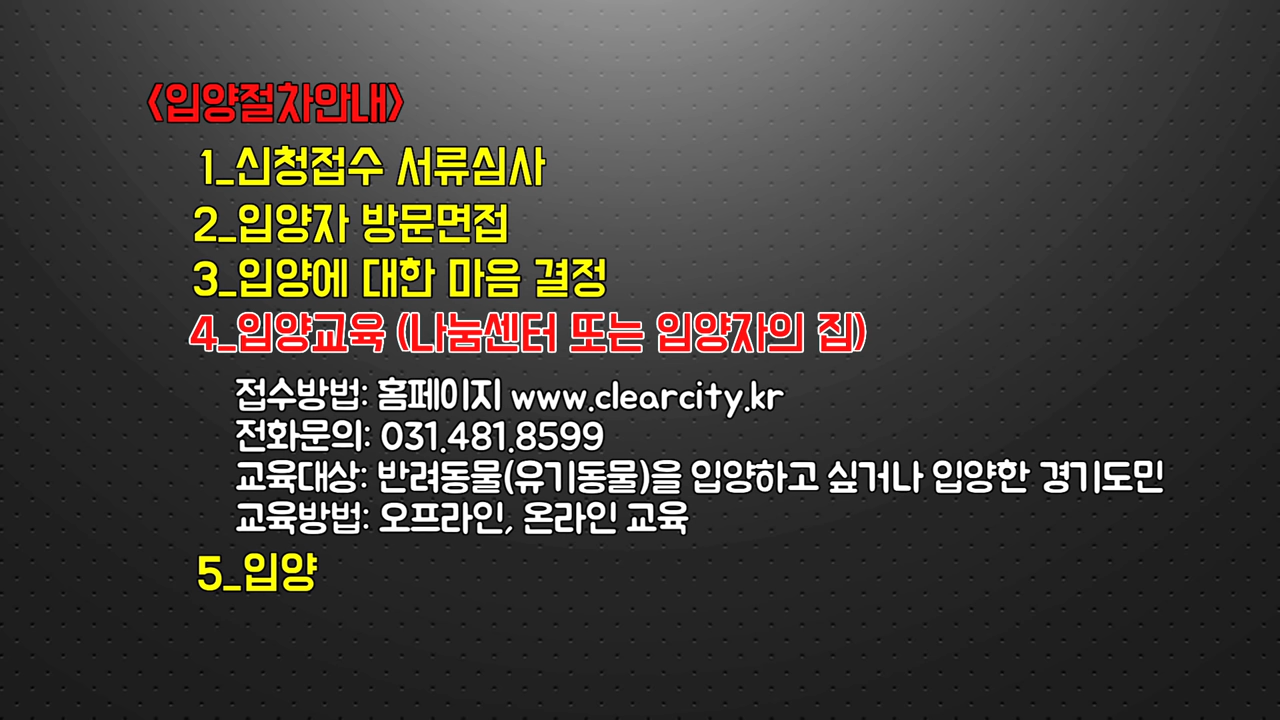 <입양절차안내>
1_신청접수 서류심사
2_입양자 방문면접
3_입양에 대한 마음 결정
4_입양교육 (나눔센터 또는 입양자의 집)
접수방법: 홈페이지 www.clearcity.kr
전화문의: 031.481.8599
교육대상: 반려동물(유기동물)을 입양하고 싶거나 입양한 경기도민
교육방법: 오프라인, 온라인 교육
5_입양